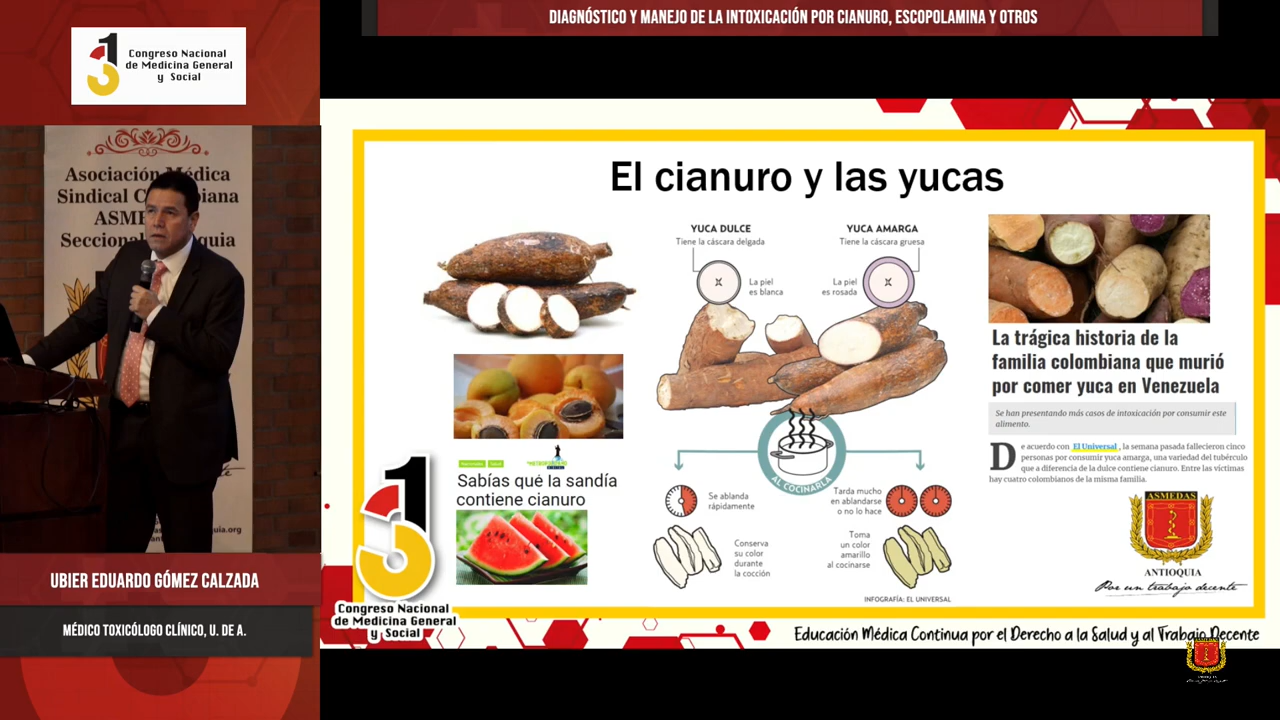 DIAGNÓSTICO Y MANEJO DE LA INTOXICACIÓN POR CIANURO, ESCOPOLAMINA Y OTROS
Congreso Nacional
de Medicina General
y Social
Asociación Médica
Sindical
Seccional
UBIER EDUARDO GÓMEZ CALZADA
MÉDICO TOXICÓLOGO CLÍNICO, U. DE A.
El cianuro y las yucas
Sabías que la sandía
contiene cianuro
YUCA DULCE
Tiene la cáscara delgada
La piel
es blanca
YUCA AMARGA
Tiene la cáscara gruesa
La piel
es rosada
AL COCINARLA
Se ablanda
rápidamente
Conserva
su color
durante
la cocción
Tarda mucho
en ablandarse
o no lo hace
Toma
un color
amarillo
al cocinarse
INFOGRAFÍA: EL UNIVERSAL
La trágica historia de la
familia colombiana que murió
por comer yuca en Venezuela
Se han presentando más casos de intoxicación por consumir este
alimento.
De acuerdo con El Universal, la semana pasada fallecieron cinco
personas por consumir yuca amarga, una variedad del tubérculo
que a diferencia de la dulce contiene cianuro. Entre las víctimas
hay cuatro colombianos de la misma familia.
ASMEDAS
ANTIOQUIA
Por un trabajo decente
Congreso Nacional
de Medicina General
y Social
Educación Médica Continua por el Derecho a la Salud y al Trabajo Decente